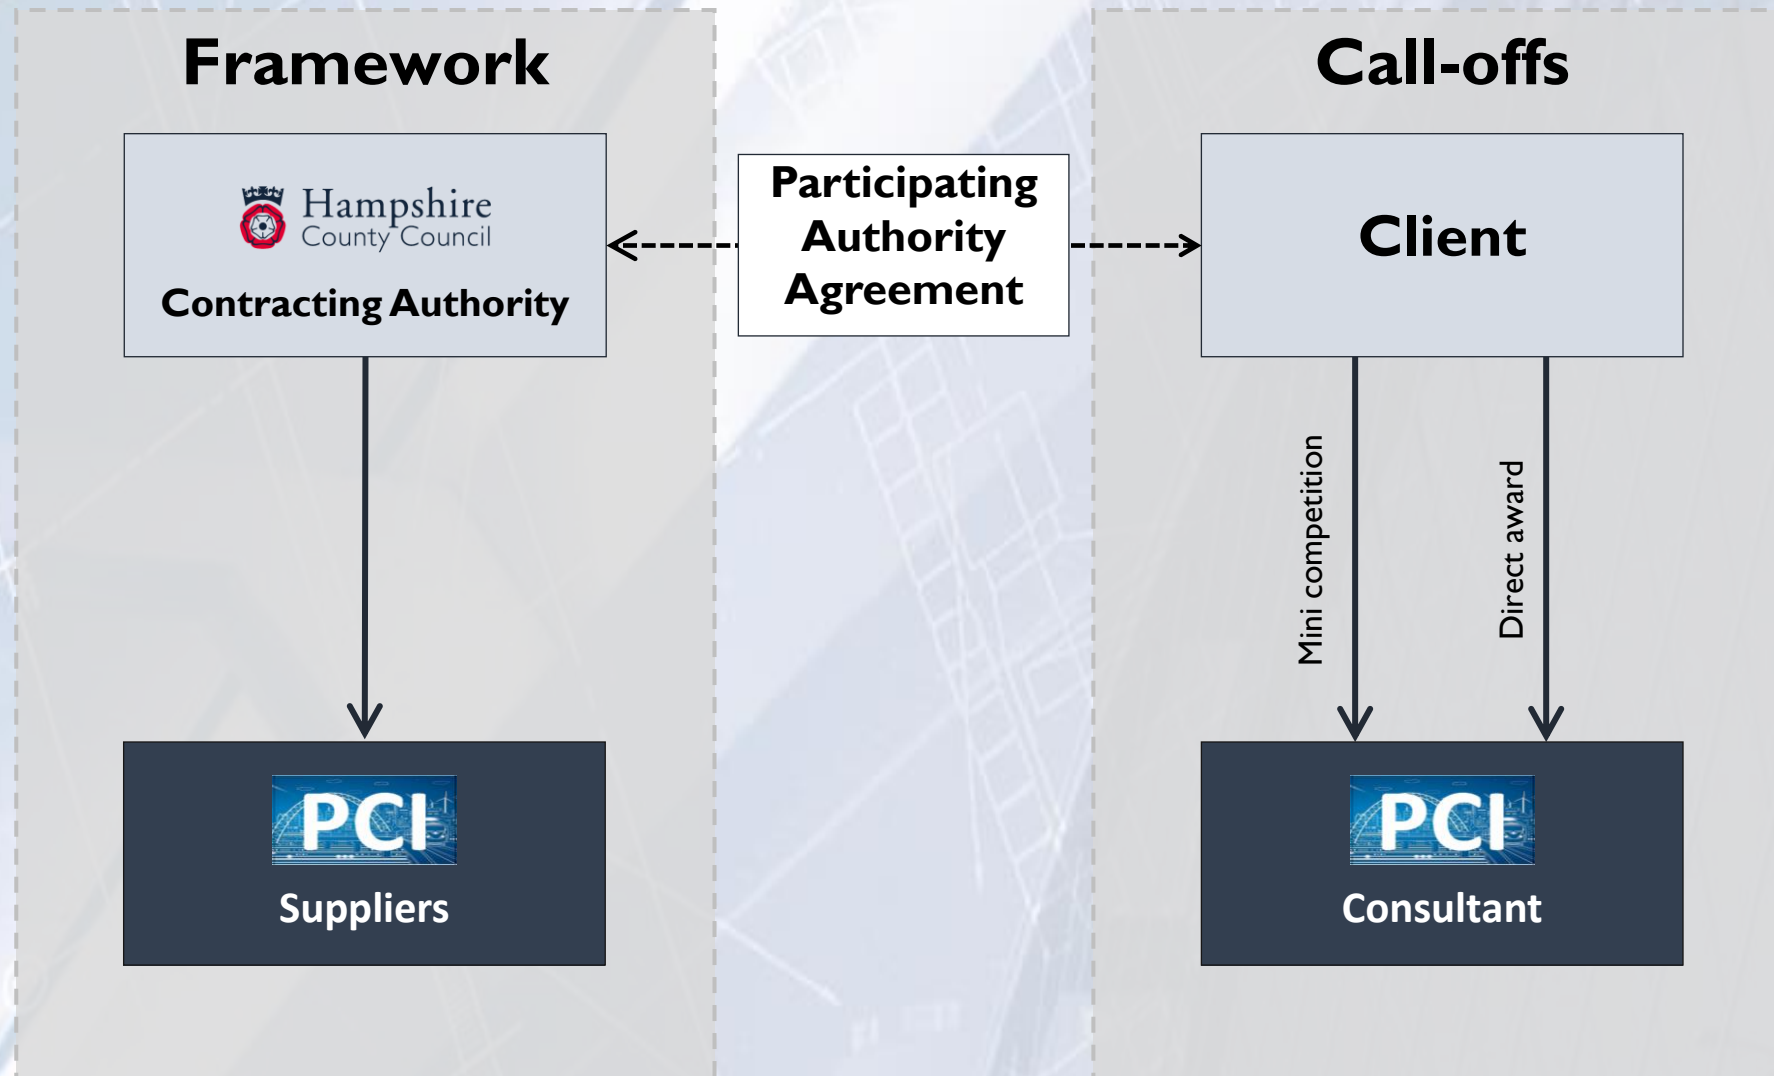 Framework
Hampshire
County Council
Contracting Authority
PCI
Suppliers
Participating
Authority
Agreement
Call-offs
Client
Mini competition
Direct award
PCI
Consultant